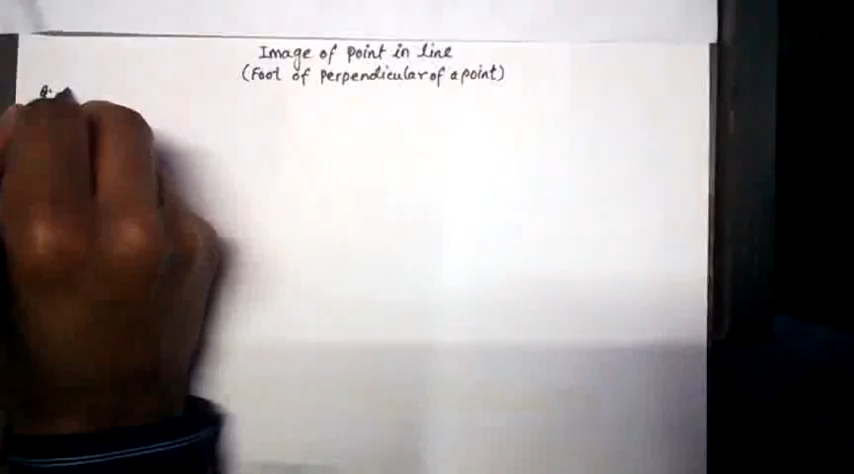 Image of Point in line
(Foot of perpendicular of a point)
Q.